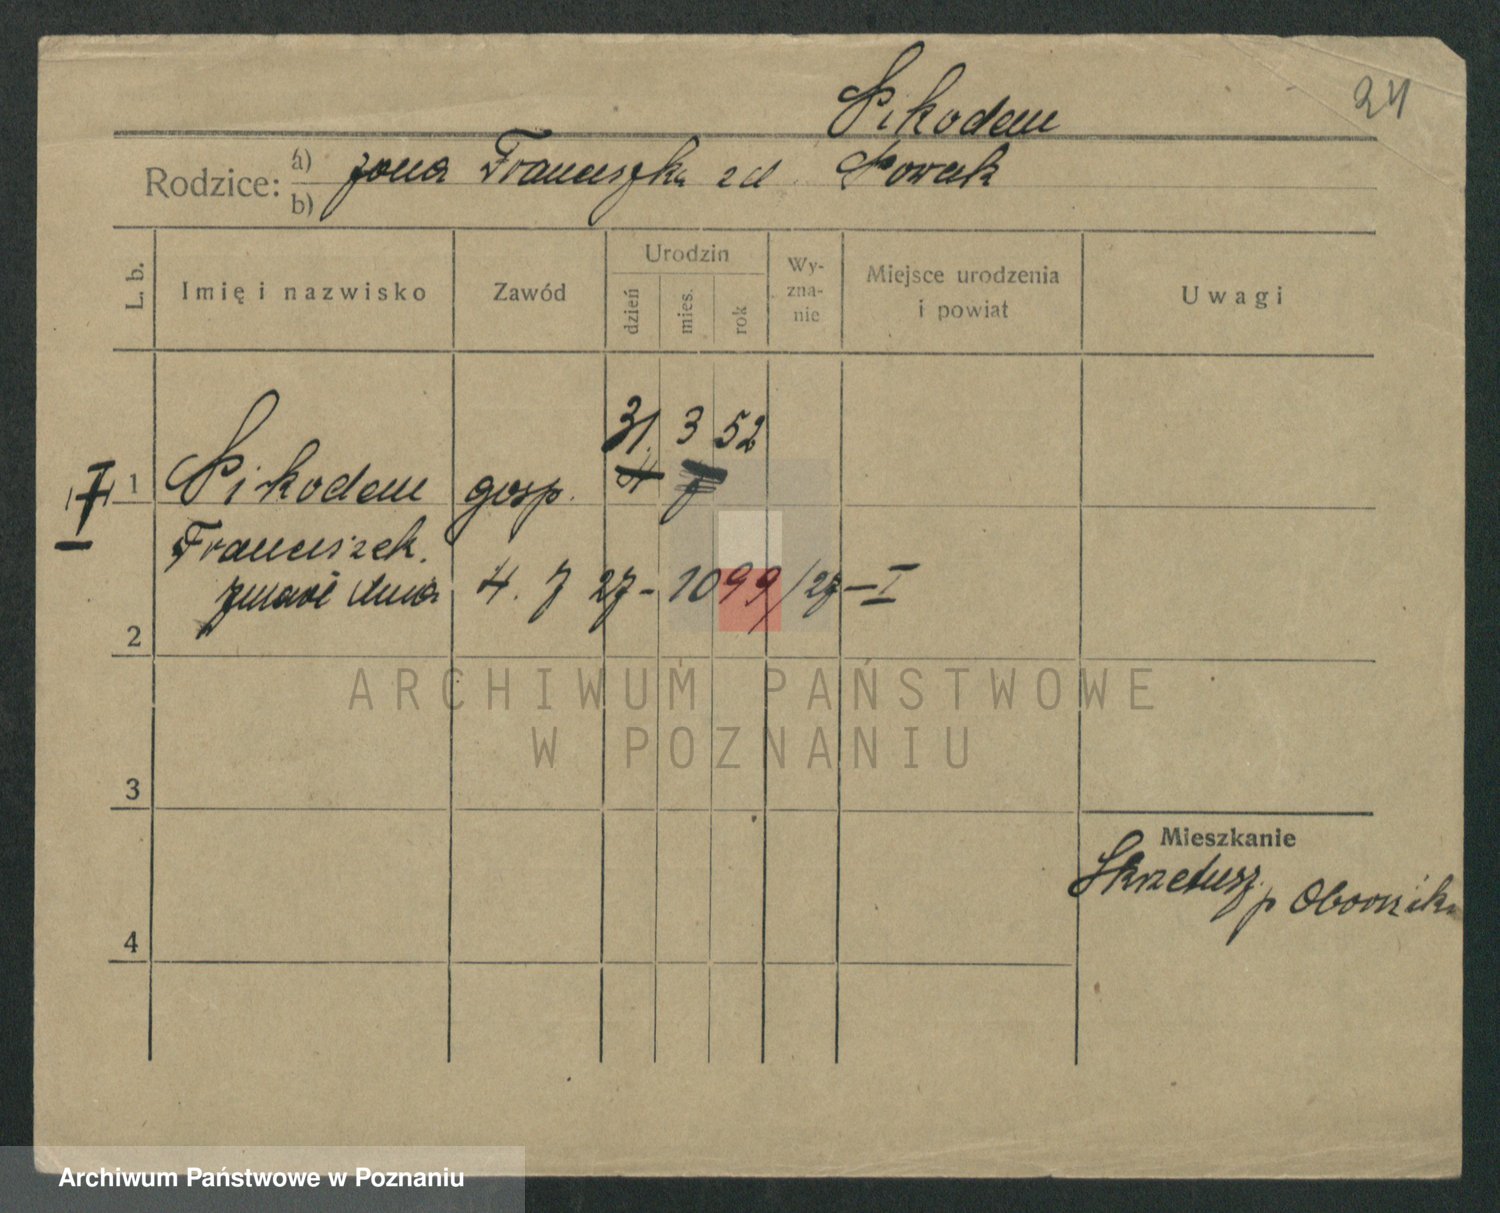 24
Nikodem
Rodzice: a) żona Franciszka zd Nowak
b)
L. b.
Imię i nazwisko
Zawód
Urodzin
dzień
mies.
rok
Wy-
zna-
nie
Miejsce urodzenia
i powiat
Uwagi
31. 3 52
1 Nikodem gosp.
Franciszek.
zmarł dnia 4. 7 27 - 1099/27 - I
2
ARCHIWUM PAŃSTWOWE
W POZNANIU
3
Mieszkanie
Skrzetusz p Oborniki
4
Archiwum Państwowe w Poznaniu